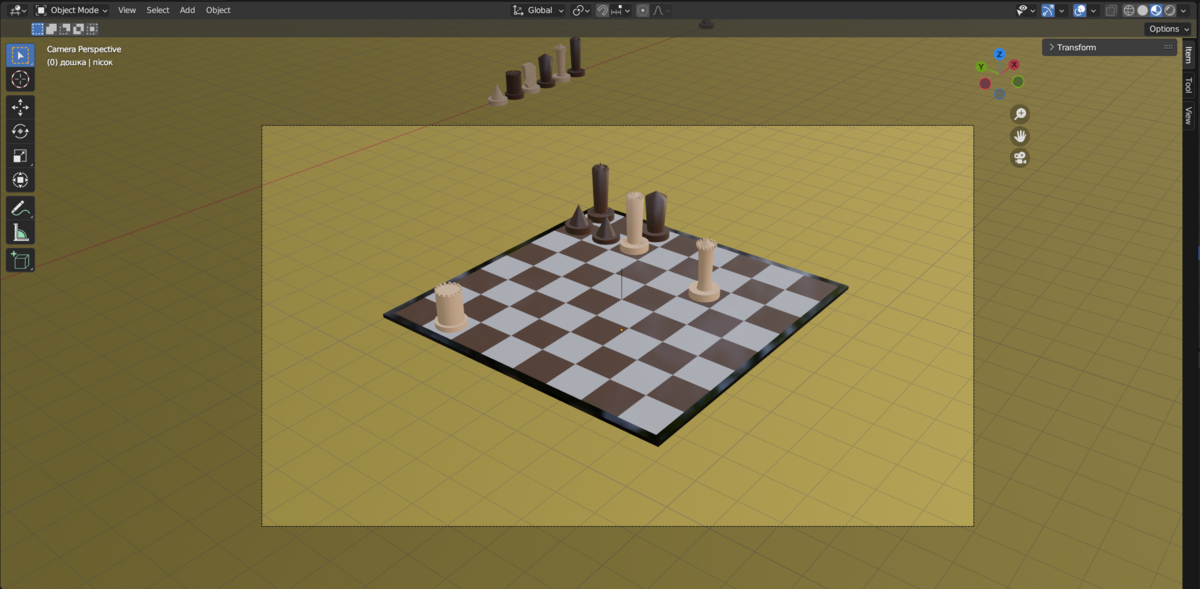 Object Mode View Select Add Object Global
Options
Camera Perspective
(0) дошка | пісок
Transform
Item
Tool
View
Z
Y
X